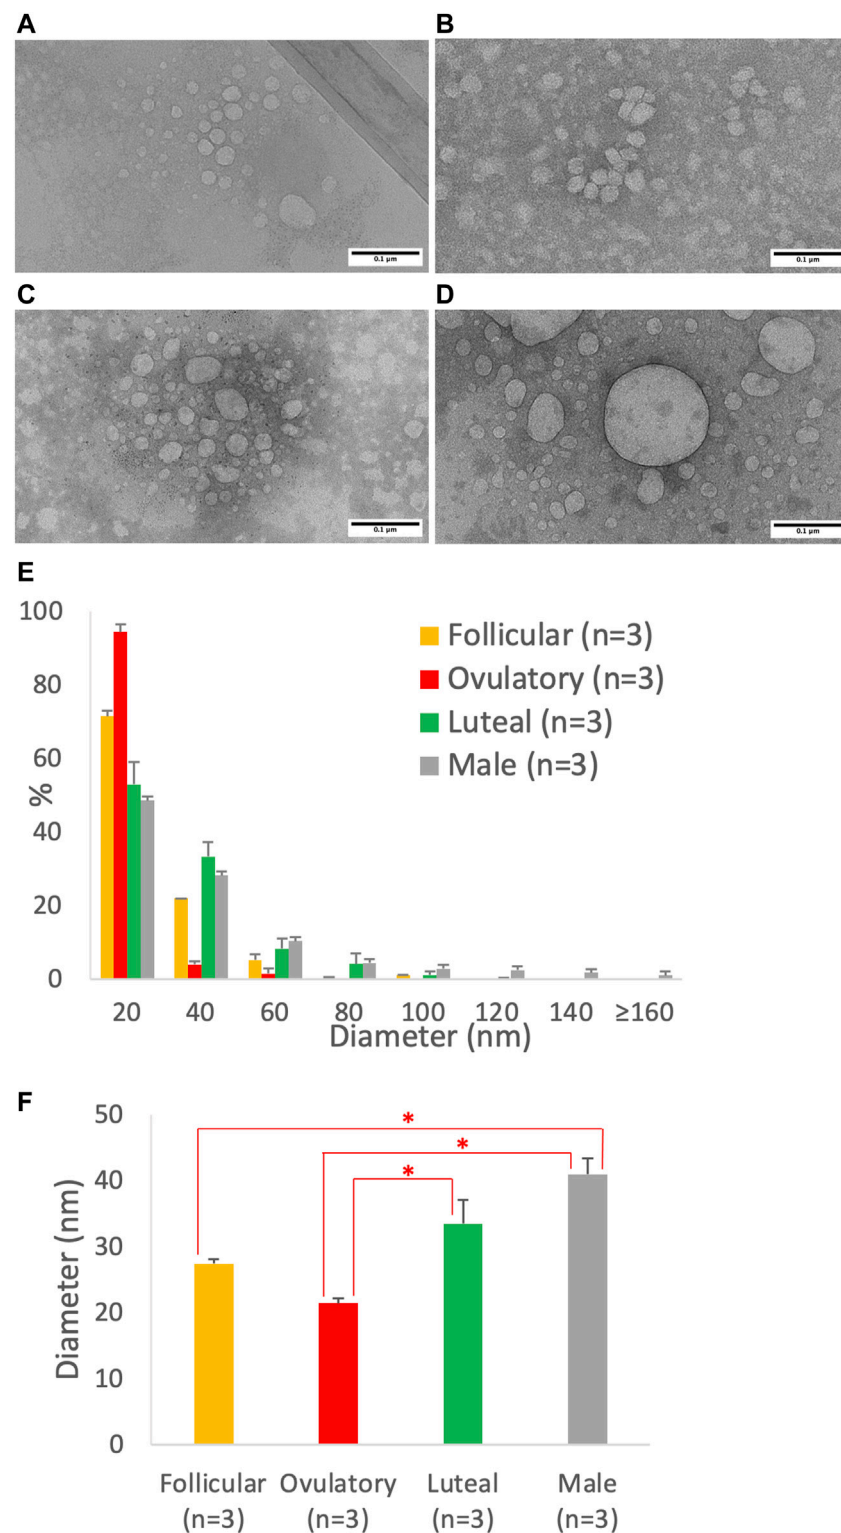 A
B
0.1 µm
0.1 µm
C
D
0.1 µm
0.1 µm
E
100
80
60
40
20
0
%
Follicular (n=3)
Ovulatory (n=3)
Luteal (n=3)
Male (n=3)
20 40 60 80 100 120 140 ≥160
Diameter (nm)
F
50
40
30
20
10
0
Diameter (nm)
*
*
*
Follicular Ovulatory Luteal Male
(n=3) (n=3) (n=3) (n=3)